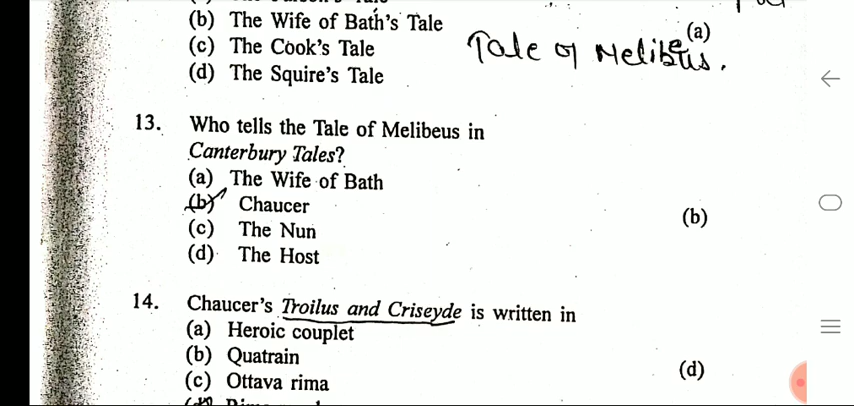 (b) The Wife of Bath's Tale
(a)
(c) The Cook's Tale
Tale of Melibeus.
(d) The Squire's Tale
13. Who tells the Tale of Melibeus in
Canterbury Tales?
(a) The Wife of Bath
(b) Chaucer
(b)
(c) The Nun
(d) The Host
14. Chaucer's Troilus and Criseyde is written in
(a) Heroic couplet
(b) Quatrain
(d)
(c) Ottava rima